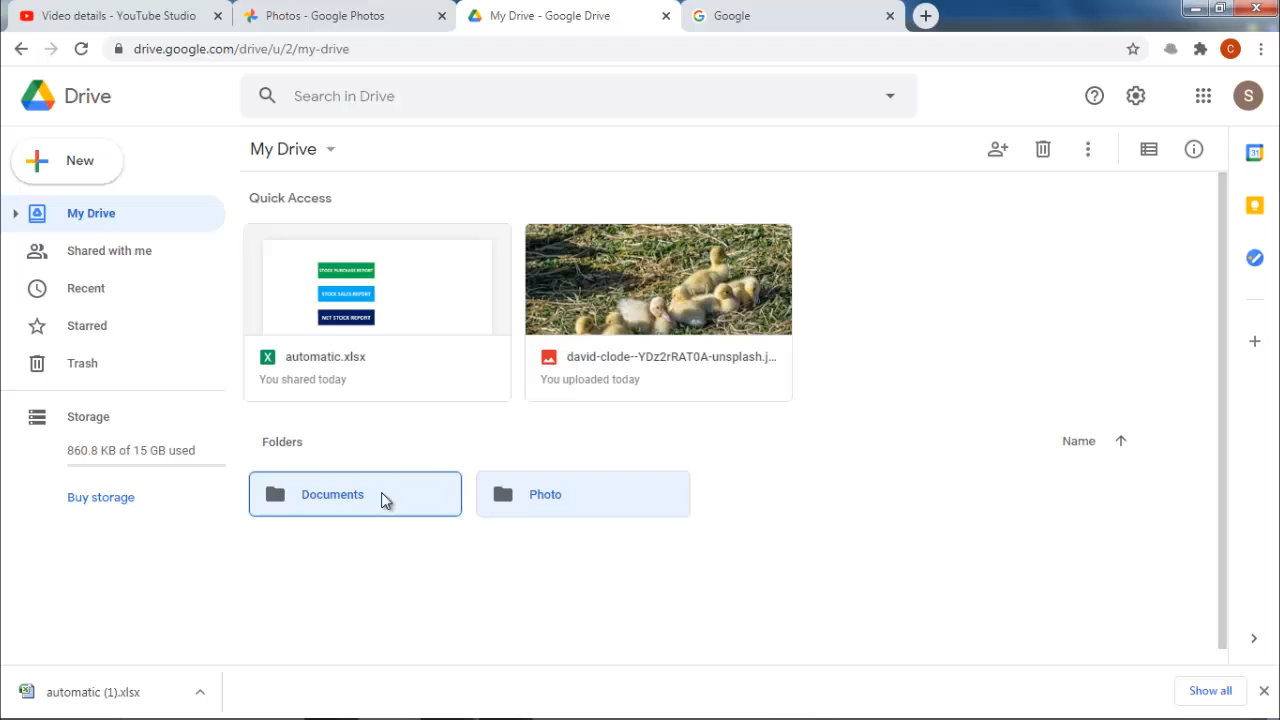 Video details - YouTube Studio
Photos - Google Photos
My Drive - Google Drive
Google
drive.google.com/drive/u/2/my-drive
C
Drive
Search in Drive
S
New
My Drive
31
Quick Access
My Drive
Shared with me
Recent
Starred
Trash
STOCK PURCHASE REPORT
STOCK SALES REPORT
NET STOCK REPORT
X automatic.xlsx
You shared today
david-clode--YDz2rRAT0A-unsplash.j...
You uploaded today
Storage
860.8 KB of 15 GB used
Buy storage
Folders
Name
Documents
Photo
automatic (1).xlsx
Show all